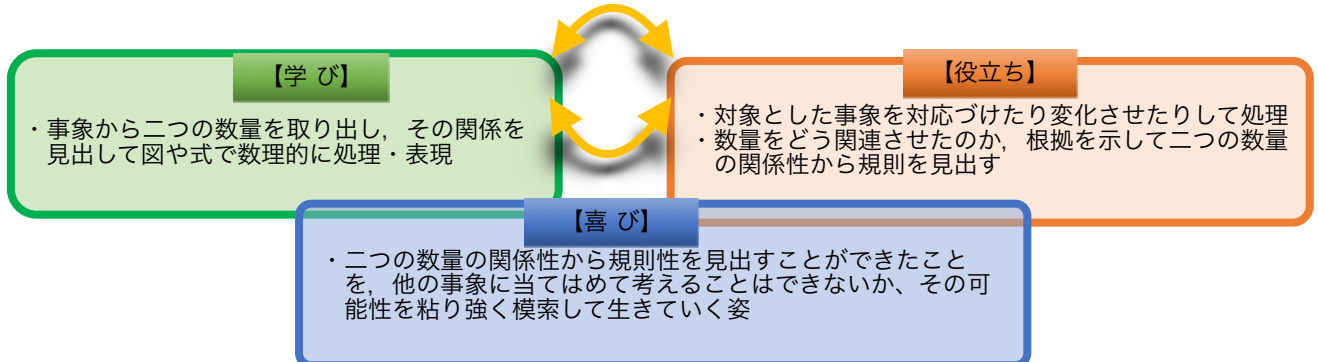 【学 び】
・事象から二つの数量を取り出し，その関係を
見出して図や式で数理的に処理・表現
【役立ち】
・対象とした事象を対応づけたり変化させたりして処理
・数量をどう関連させたのか，根拠を示して二つの数量
の関係性から規則を見出す
【喜 び】
・二つの数量の関係性から規則性を見出すことができたこと
を，他の事象に当てはめて考えることはできないか、その可
能性を粘り強く模索して生きていく姿